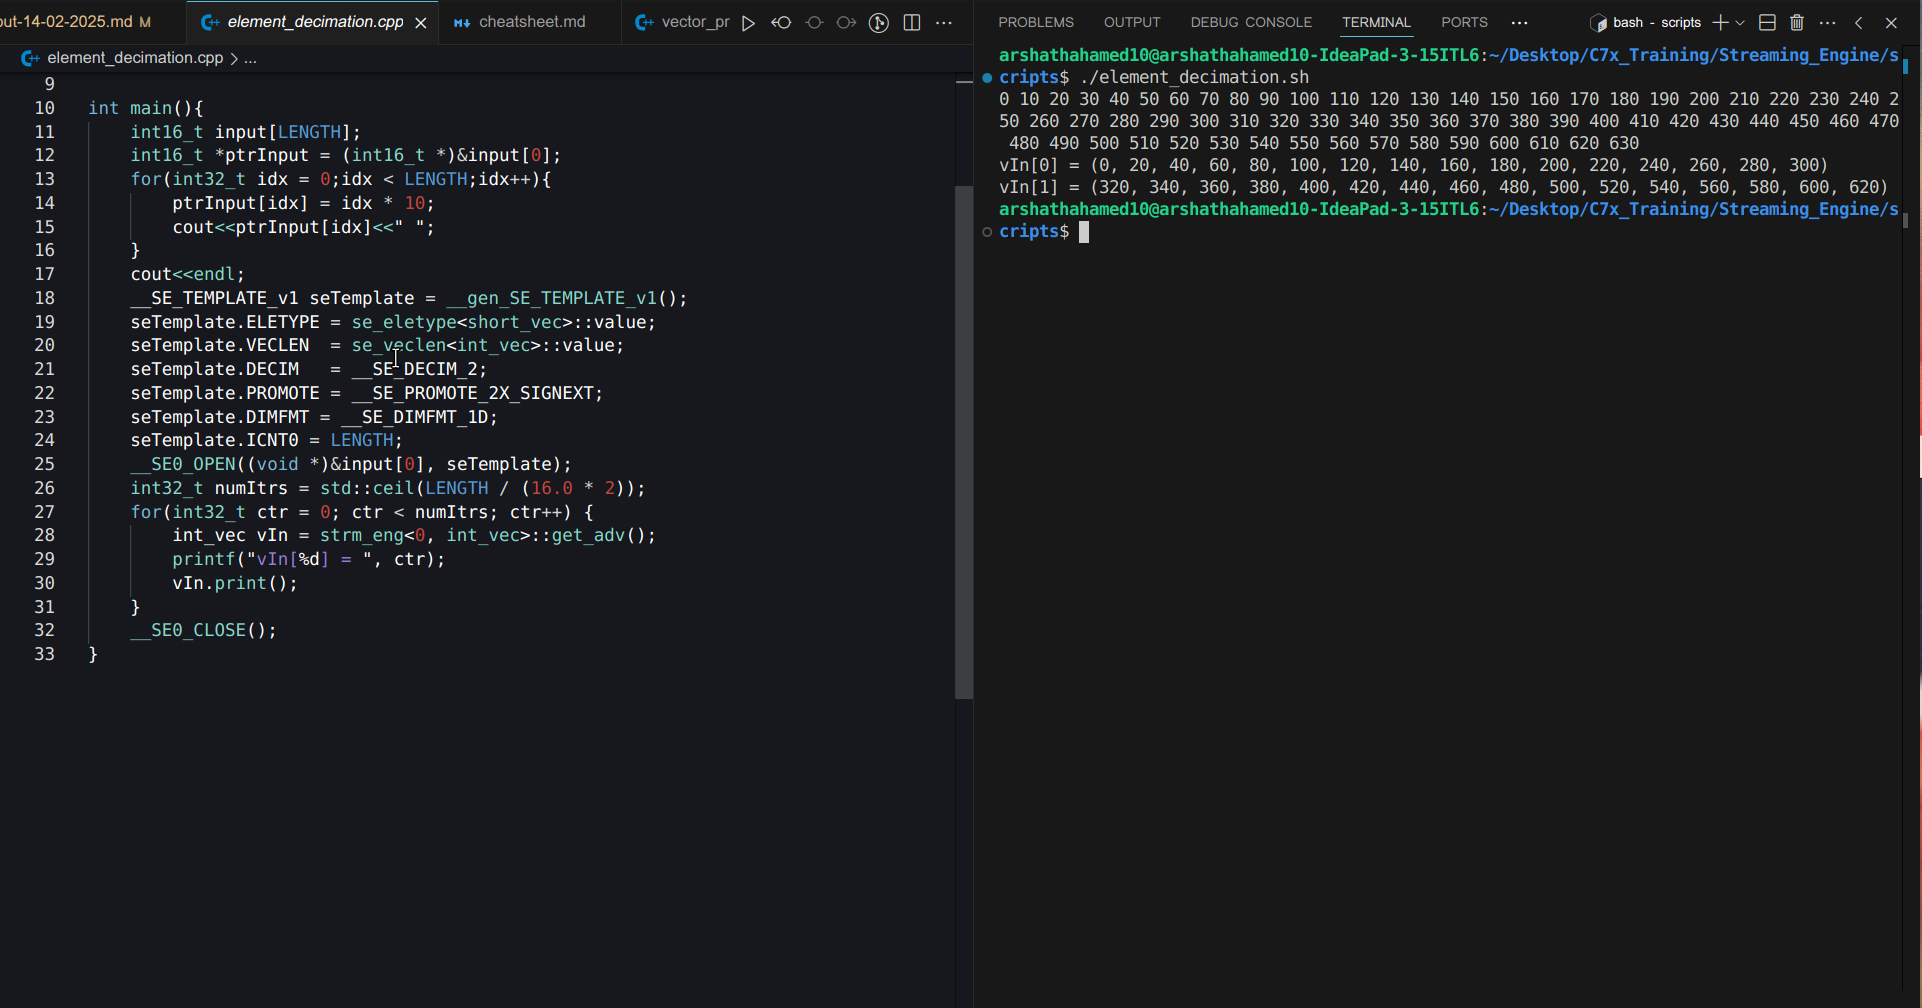 out-14-02-2025.md M
element_decimation.cpp
cheatsheet.md
vector_pr
element_decimation.cpp > ...
9
10 int main(){
11     int16_t input[LENGTH];
12     int16_t *ptrInput = (int16_t *)&input[0];
13     for(int32_t idx = 0;idx < LENGTH;idx++){
14         ptrInput[idx] = idx * 10;
15         cout<<ptrInput[idx]<<" ";
16     }
17     cout<<endl;
18     __SE_TEMPLATE_v1 seTemplate = __gen_SE_TEMPLATE_v1();
19     seTemplate.ELETYPE = se_eletype<short_vec>::value;
20     seTemplate.VECLEN  = se_veclen<int_vec>::value;
21     seTemplate.DECIM   = __SE_DECIM_2;
22     seTemplate.PROMOTE = __SE_PROMOTE_2X_SIGNEXT;
23     seTemplate.DIMFMT = __SE_DIMFMT_1D;
24     seTemplate.ICNT0 = LENGTH;
25     __SE0_OPEN((void *)&input[0], seTemplate);
26     int32_t numItrs = std::ceil(LENGTH / (16.0 * 2));
27     for(int32_t ctr = 0; ctr < numItrs; ctr++) {
28         int_vec vIn = strm_eng<0, int_vec>::get_adv();
29         printf("vIn[%d] = ", ctr);
30         vIn.print();
31     }
32     __SE0_CLOSE();
33 }
PROBLEMS OUTPUT DEBUG CONSOLE TERMINAL PORTS ... bash - scripts
arshathahamed10@arshathahamed10-IdeaPad-3-15ITL6:~/Desktop/C7x_Training/Streaming_Engine/s
cripts$ ./element_decimation.sh
0 10 20 30 40 50 60 70 80 90 100 110 120 130 140 150 160 170 180 190 200 210 220 230 240 2
50 260 270 280 290 300 310 320 330 340 350 360 370 380 390 400 410 420 430 440 450 460 470
480 490 500 510 520 530 540 550 560 570 580 590 600 610 620 630
vIn[0] = (0, 20, 40, 60, 80, 100, 120, 140, 160, 180, 200, 220, 240, 260, 280, 300)
vIn[1] = (320, 340, 360, 380, 400, 420, 440, 460, 480, 500, 520, 540, 560, 580, 600, 620)
arshathahamed10@arshathahamed10-IdeaPad-3-15ITL6:~/Desktop/C7x_Training/Streaming_Engine/s
cripts$